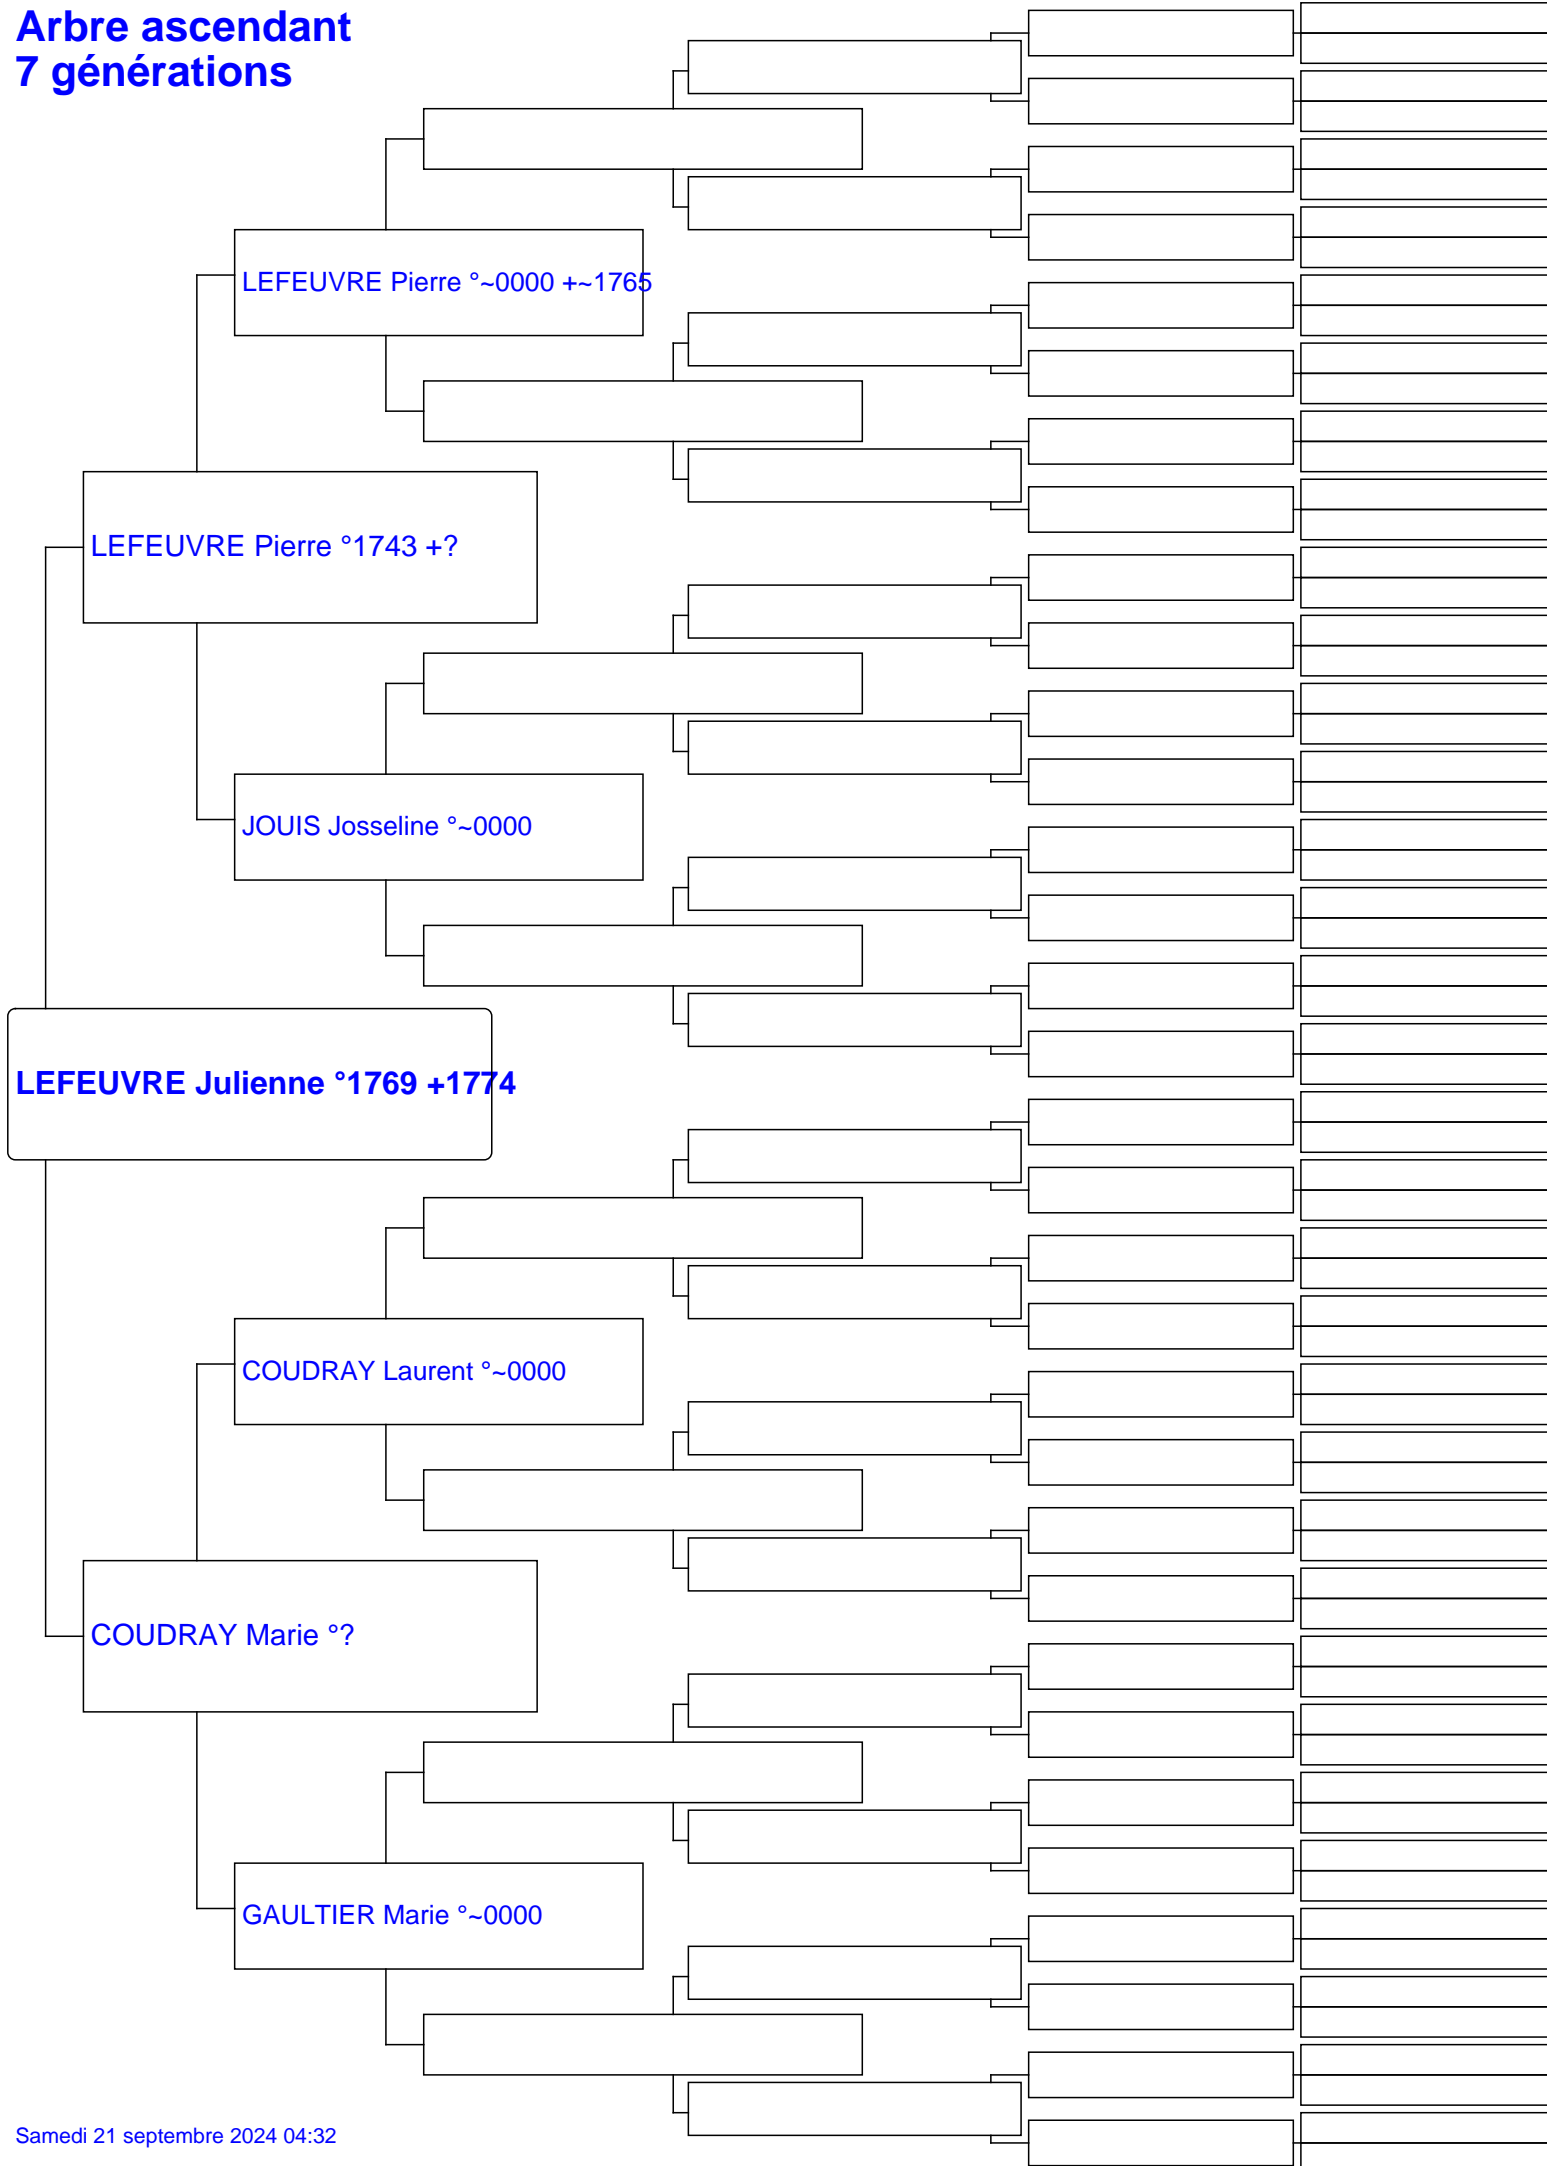 Arbre ascendant
7 générations
LEFEUVRE Pierre °~0000 +~1765
LEFEUVRE Pierre °1743 +?
JOUIS Josseline °~0000
LEFEUVRE Julienne °1769 +1774
COUDRAY Laurent °~0000
COUDRAY Marie °?
GAULTIER Marie °~0000
Samedi 21 septembre 2024 04:32